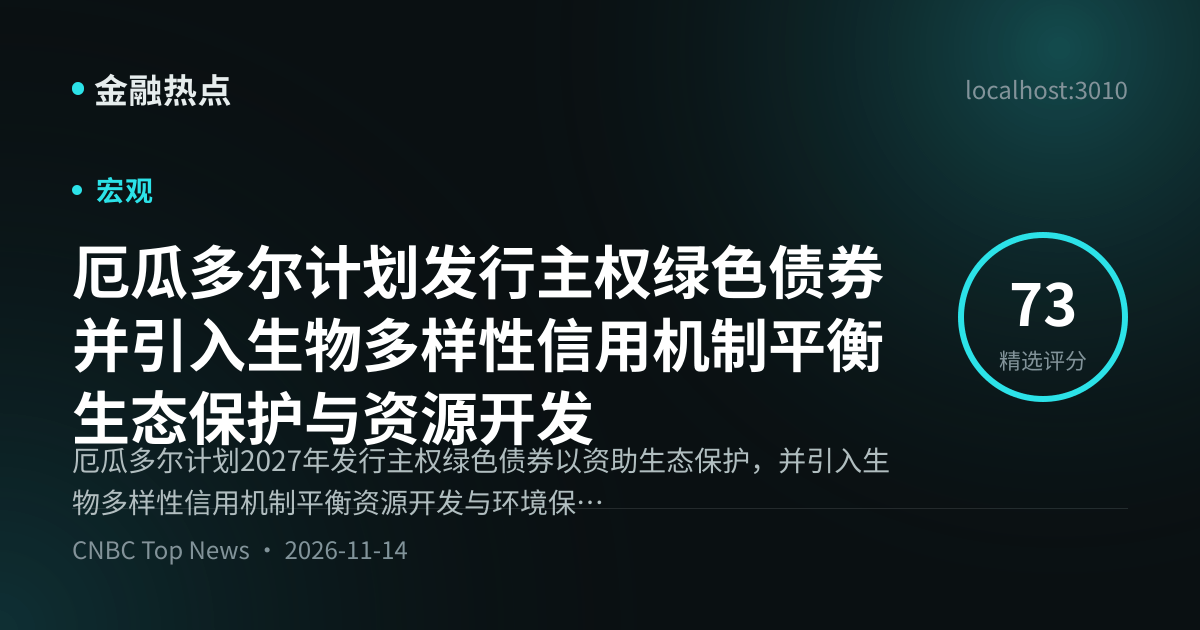 金融热点
localhost:3010
宏观
厄瓜多尔计划发行主权绿色债券
并引入生物多样性信用机制平衡
生态保护与资源开发
73
精选评分
厄瓜多尔计划2027年发行主权绿色债券以资助生态保护，并引入生
物多样性信用机制平衡资源开发与环境保…
CNBC Top News · 2026-11-14